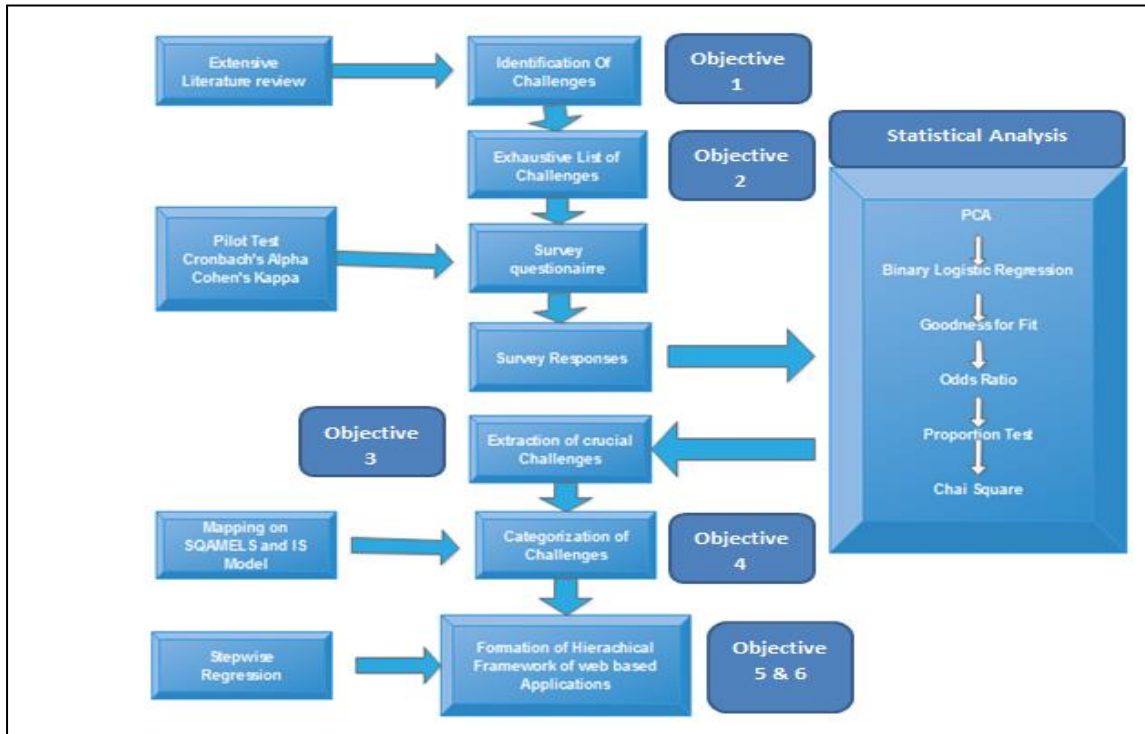 Extensive
Literature review
Identification Of
Challenges
Objective
1
Exhaustive List of
Challenges
Objective
2
Statistical Analysis
Pilot Test
Cronbach's Alpha
Cohen's Kappa
Survey
questionairre
Survey Responses
PCA
Binary Logistic Regression
Goodness for Fit
Odds Ratio
Proportion Test
Chai Square
Objective
3
Extraction of crucial
Challenges
Mapping on
SQAMELS and IS
Model
Categorization of
Challenges
Objective
4
Stepwise
Regression
Formation of Hierachical
Framework of web based
Applications
Objective
5 & 6